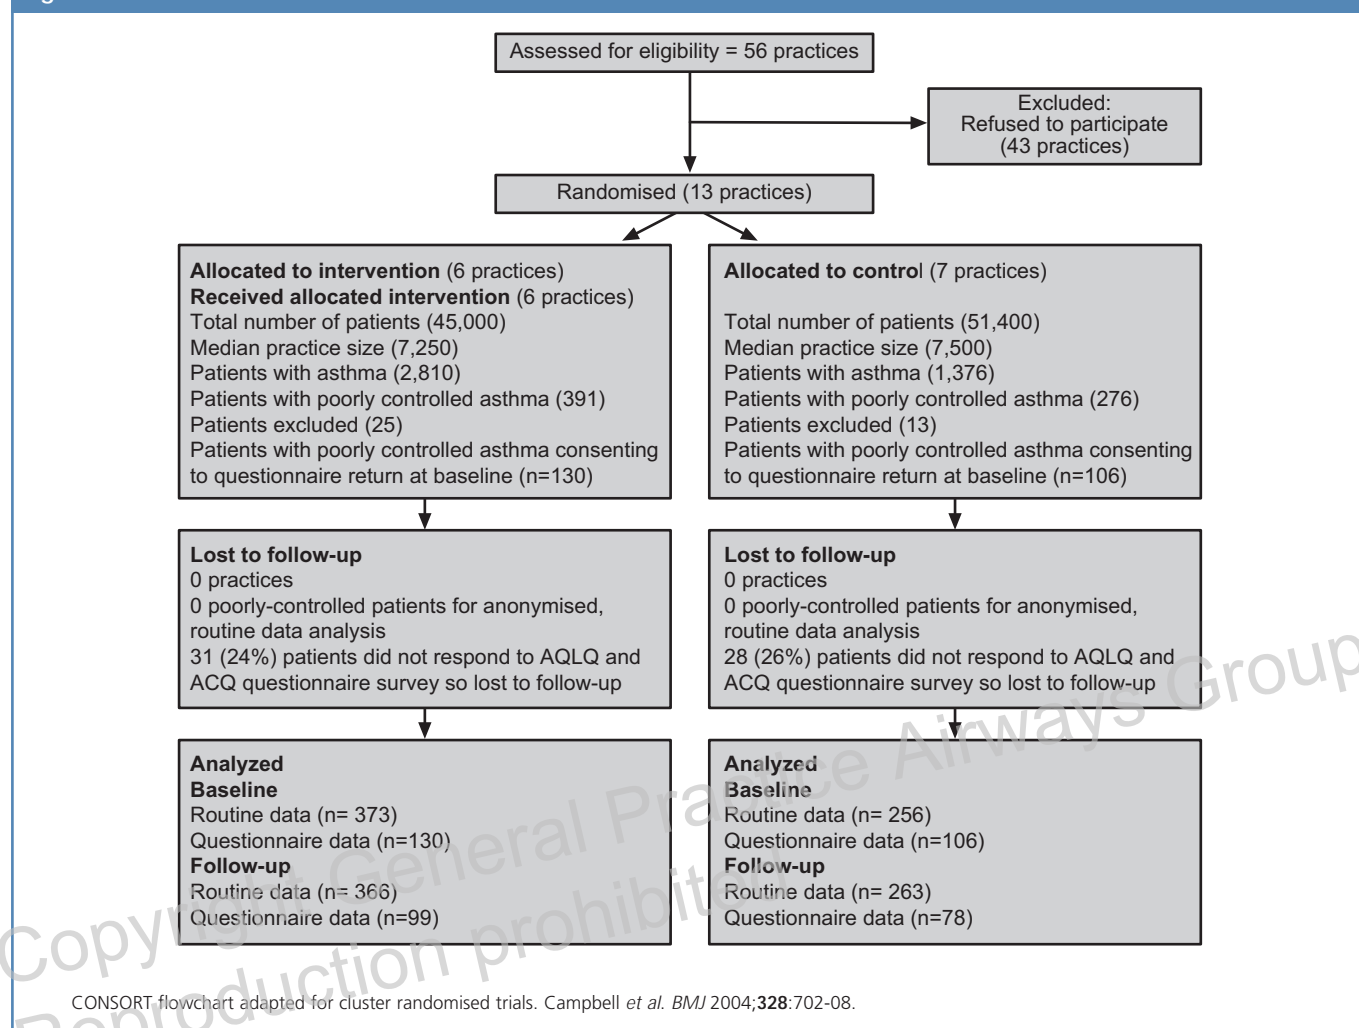 Assessed for eligibility = 56 practices
Excluded:
Refused to participate
(43 practices)
Randomised (13 practices)
Allocated to intervention (6 practices)
Received allocated intervention (6 practices)
Total number of patients (45,000)
Median practice size (7,250)
Patients with asthma (2,810)
Patients with poorly controlled asthma (391)
Patients excluded (25)
Patients with poorly controlled asthma consenting
to questionnaire return at baseline (n=130)
Allocated to control (7 practices)
Total number of patients (51,400)
Median practice size (7,500)
Patients with asthma (1,376)
Patients with poorly controlled asthma (276)
Patients excluded (13)
Patients with poorly controlled asthma consenting
to questionnaire return at baseline (n=106)
Lost to follow-up
0 practices
0 poorly-controlled patients for anonymised,
routine data analysis
31 (24%) patients did not respond to AQLQ and
ACQ questionnaire survey so lost to follow-up
Lost to follow-up
0 practices
0 poorly-controlled patients for anonymised,
routine data analysis
28 (26%) patients did not respond to AQLQ and
ACQ questionnaire survey so lost to follow-up
Analyzed
Baseline
Routine data (n= 373)
Questionnaire data (n=130)
Follow-up
Routine data (n= 366)
Questionnaire data (n=99)
Analyzed
Baseline
Routine data (n= 256)
Questionnaire data (n=106)
Follow-up
Routine data (n= 263)
Questionnaire data (n=78)
Copyright General Practice Airways Group
Reproduction prohibited
CONSORT flowchart adapted for cluster randomised trials. Campbell et al. BMJ 2004;328:702-08.